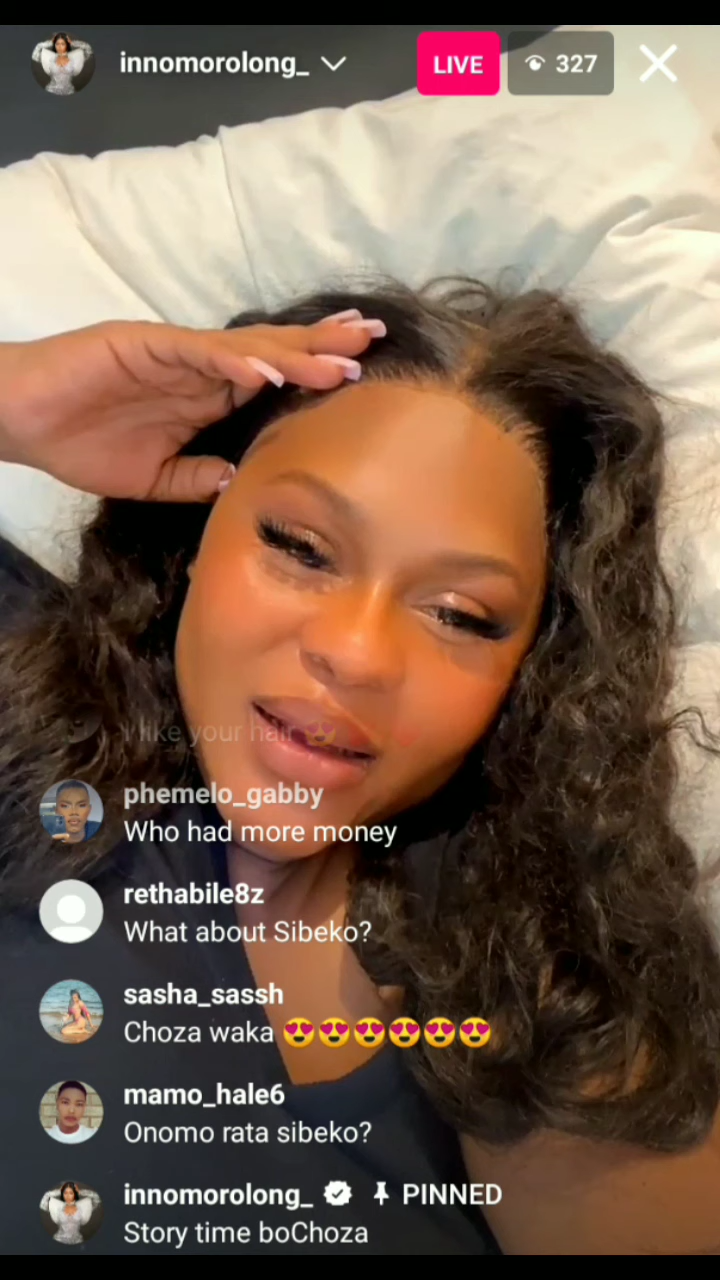 innomorolong_
LIVE
327
I like your hair 😍
phemelo_gabby
Who had more money
rethabile8z
What about Sibeko?
sasha_sassh
Choza waka 😍😍😍😍😍😍
mamo_hale6
Onomo rata sibeko?
innomorolong_ PINNED
Story time boChoza